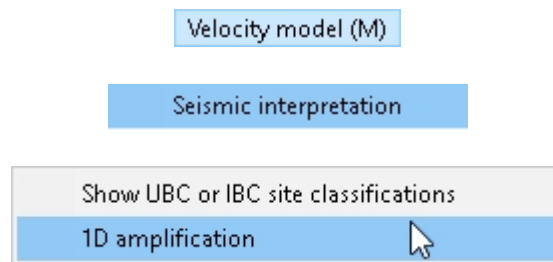 Velocity model (M)
Seismic interpretation
Show UBC or IBC site classifications
1D amplification